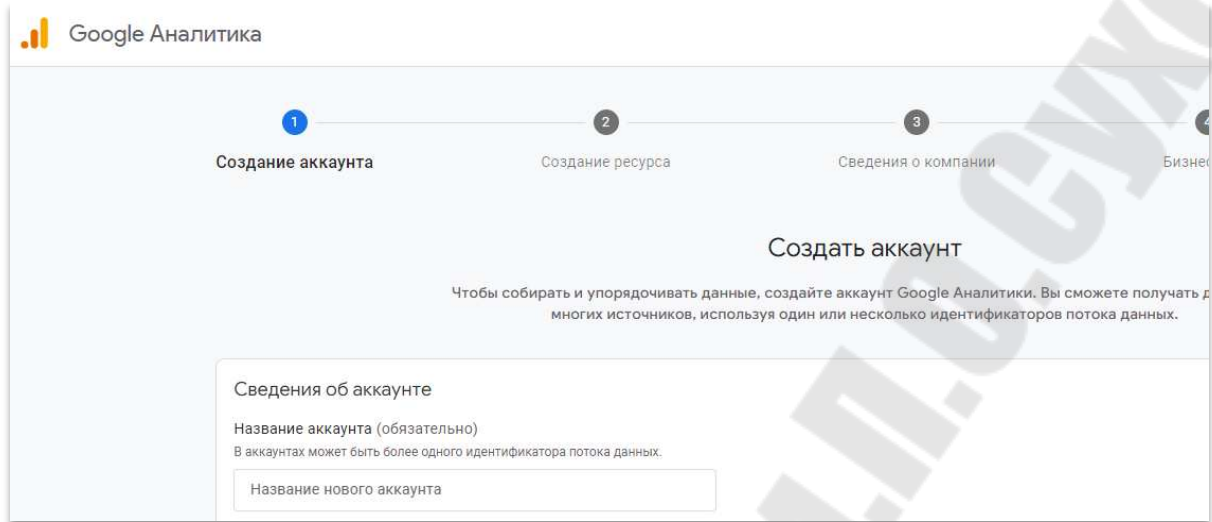 Google Аналитика
1 2 3 4
Создание аккаунта Создание ресурса Сведения о компании
Создать аккаунт
Чтобы собирать и упорядочивать данные, создайте аккаунт Google Аналитики. Вы сможете получать
многих источников, используя один или несколько идентификаторов потока данных.
Сведения об аккаунте
Название аккаунта (обязательно)
В аккаунтах может быть более одного идентификатора потока данных.
Название нового аккаунта